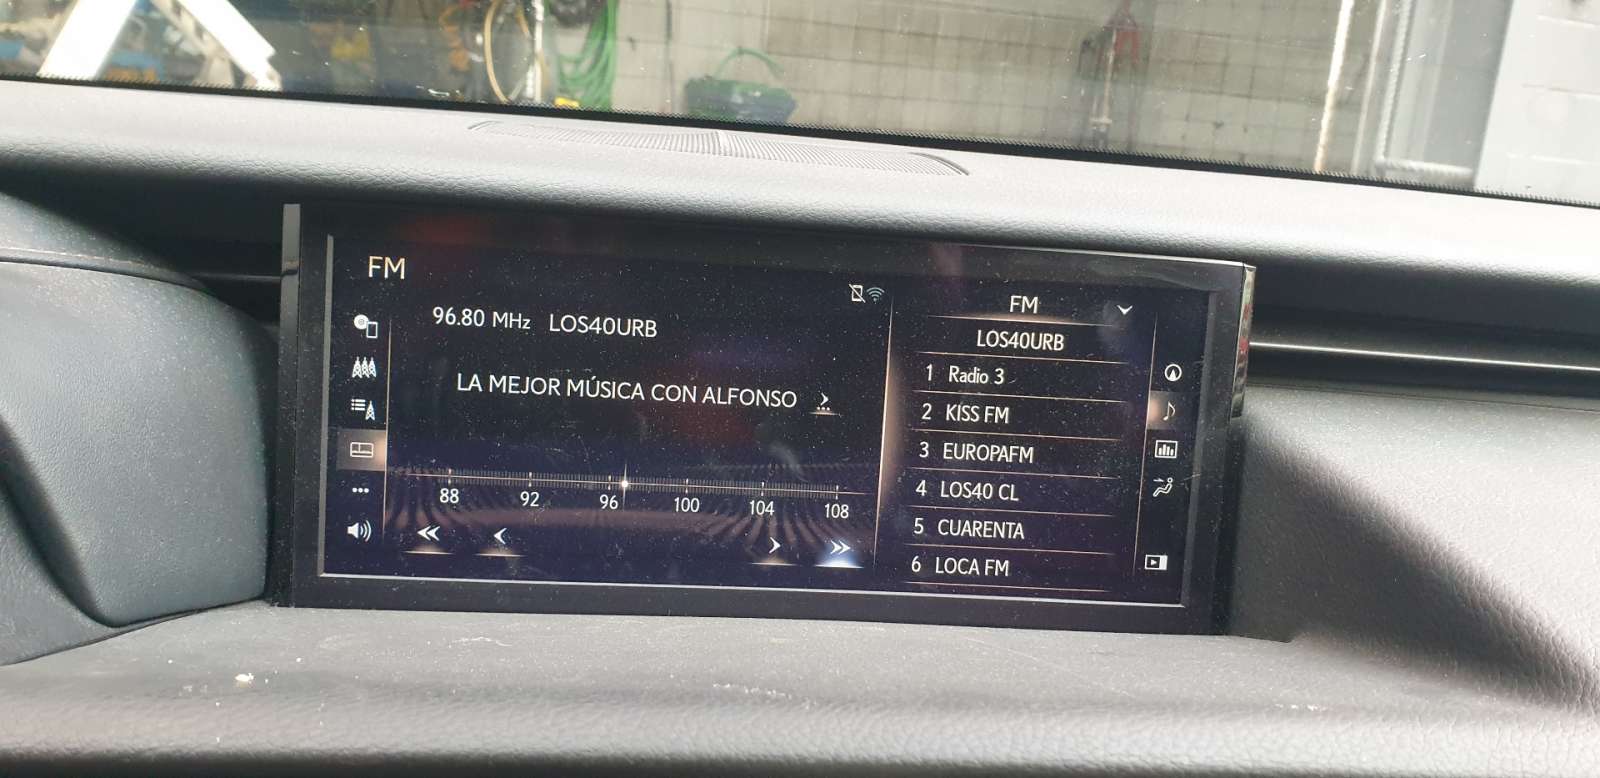 FM
96.80 MHz LOS40URB
LA MEJOR MÚSICA CON ALFONSO
88 92 96 100 104 108
FM
LOS40URB
1 Radio 3
2 KISS FM
3 EUROPAFM
4 LOS40 CL
5 CUARENTA
6 LOCA FM